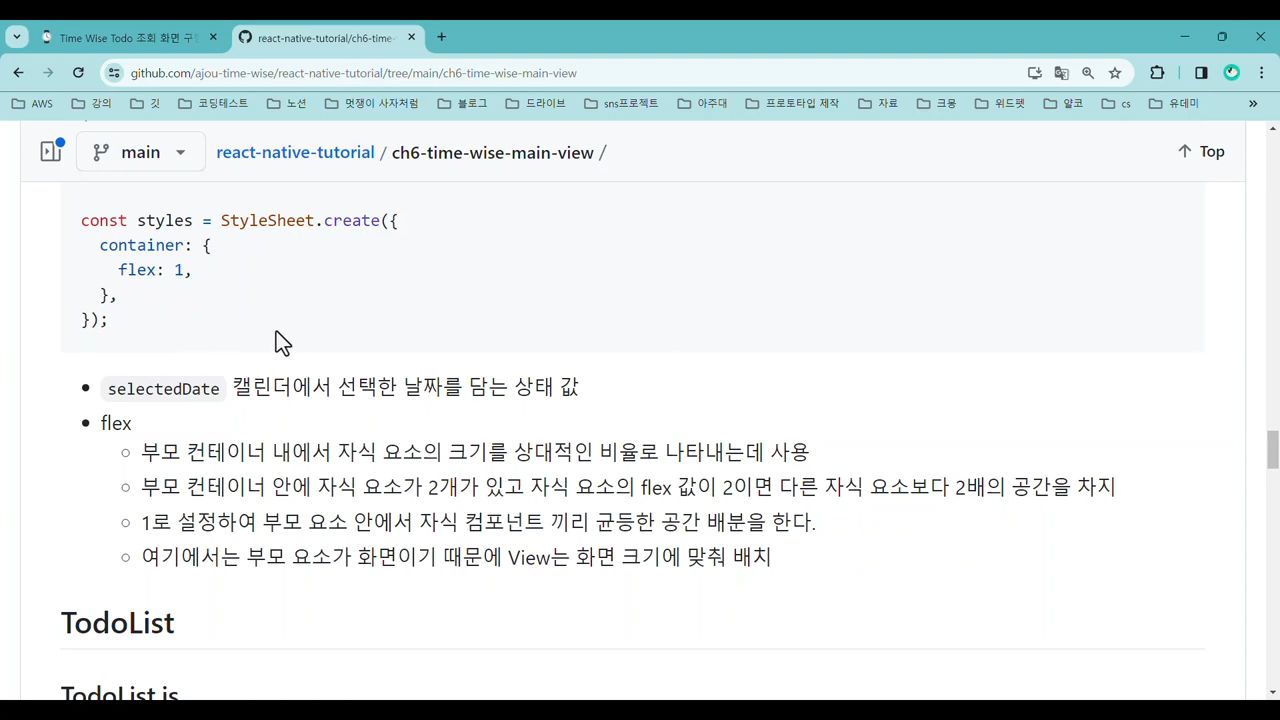 Time Wise Todo 조회 화면 구
react-native-tutorial/ch6-time-
github.com/ajou-time-wise/react-native-tutorial/tree/main/ch6-time-wise-main-view
AWS 강의 깃 코딩테스트 노션 멋쟁이 사자처럼 블로그 드라이브 sns프로젝트 아주대 프로토타입 제작 자료 크몽 위드펫 얄코 cs 유데미
main react-native-tutorial / ch6-time-wise-main-view / Top
const styles = StyleSheet.create({
container: {
flex: 1,
},
});
selectedDate 캘린더에서 선택한 날짜를 담는 상태 값
flex
부모 컨테이너 내에서 자식 요소의 크기를 상대적인 비율로 나타내는데 사용
부모 컨테이너 안에 자식 요소가 2개가 있고 자식 요소의 flex 값이 2이면 다른 자식 요소보다 2배의 공간을 차지
1로 설정하여 부모 요소 안에서 자식 컴포넌트 끼리 균등한 공간 배분을 한다.
여기에서는 부모 요소가 화면이기 때문에 View는 화면 크기에 맞춰 배치
TodoList
TodoList.js